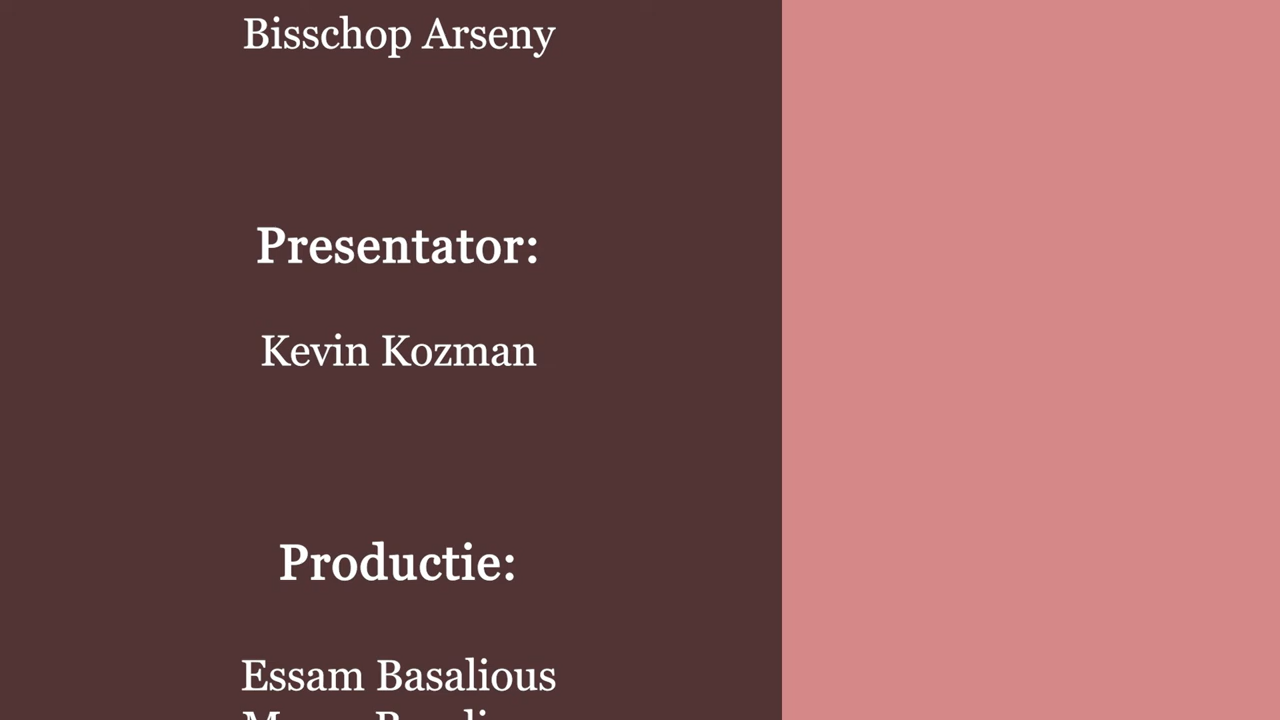 Bisschop Arseny
Presentator:
Kevin Kozman
Productie:
Essam Basalious